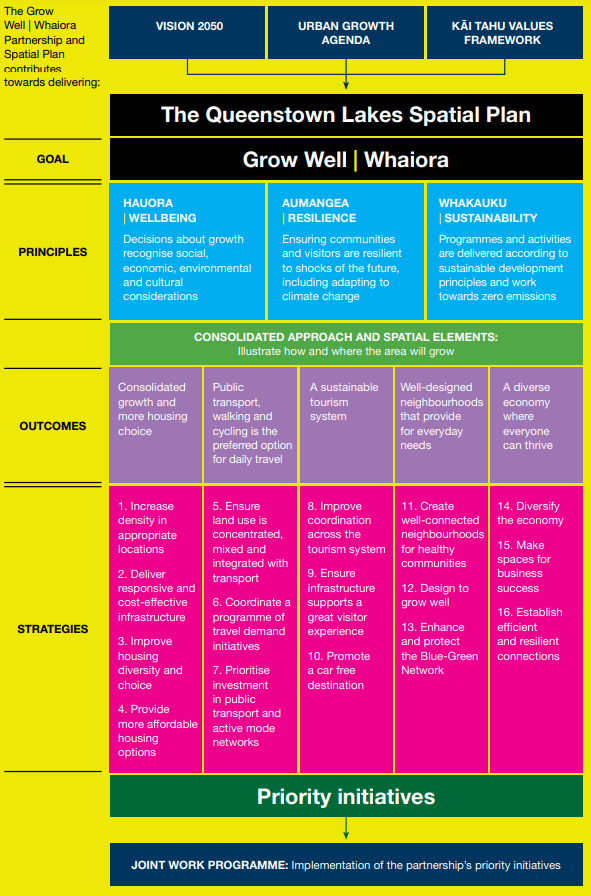 The Grow
Well | Whaiora
Partnership and
Spatial Plan
contributes
towards delivering:
VISION 2050
URBAN GROWTH
AGENDA
KĀI TAHU VALUES
FRAMEWORK
The Queenstown Lakes Spatial Plan
GOAL
Grow Well | Whaiora
PRINCIPLES
HAUORA
| WELLBEING
Decisions about growth
recognise social,
economic, environmental
and cultural
considerations
AUMANGEA
| RESILIENCE
Ensuring communities
and visitors are resilient
to shocks of the future,
including adapting to
climate change
WHAKAUKU
| SUSTAINABILITY
Programmes and activities
are delivered according to
sustainable development
principles and work
towards zero emissions
CONSOLIDATED APPROACH AND SPATIAL ELEMENTS:
Illustrate how and where the area will grow
OUTCOMES
Consolidated
growth and
more housing
choice
Public
transport,
walking and
cycling is the
preferred option
for daily travel
A sustainable
tourism
system
Well-designed
neighbourhoods
that provide
for everyday
needs
A diverse
economy
where
everyone
can thrive
STRATEGIES
1. Increase
density in
appropriate
locations
2. Deliver
responsive and
cost-effective
infrastructure
3. Improve
housing
diversity and
choice
4. Provide
more affordable
housing
options
5. Ensure
land use is
concentrated,
mixed and
integrated with
transport
6. Coordinate a
programme of
travel demand
initiatives
7. Prioritise
investment
in public
transport and
active mode
networks
8. Improve
coordination
across the
tourism system
9. Ensure
infrastructure
supports a
great visitor
experience
10. Promote
a car free
destination
11. Create
well-connected
neighbourhoods
for healthy
communities
12. Design to
grow well
13. Enhance
and protect
the Blue-Green
Network
14. Diversify
the economy
15. Make
spaces for
business
success
16. Establish
efficient
and resilient
connections
Priority initiatives
JOINT WORK PROGRAMME: Implementation of the partnership's priority initiatives